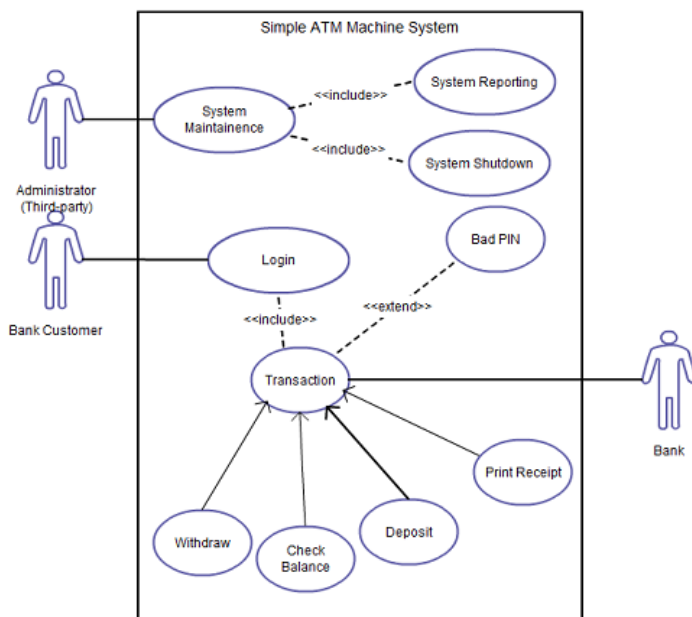 Simple ATM Machine System
System Reporting
<<include>>
System
Maintainence
<<include>>
System Shutdown
Administrator
(Third-party)
Bad PIN
Login
Bank Customer
<<extend>>
<<include>>
Transaction
Bank
Print Receipt
Deposit
Withdraw
Check
Balance